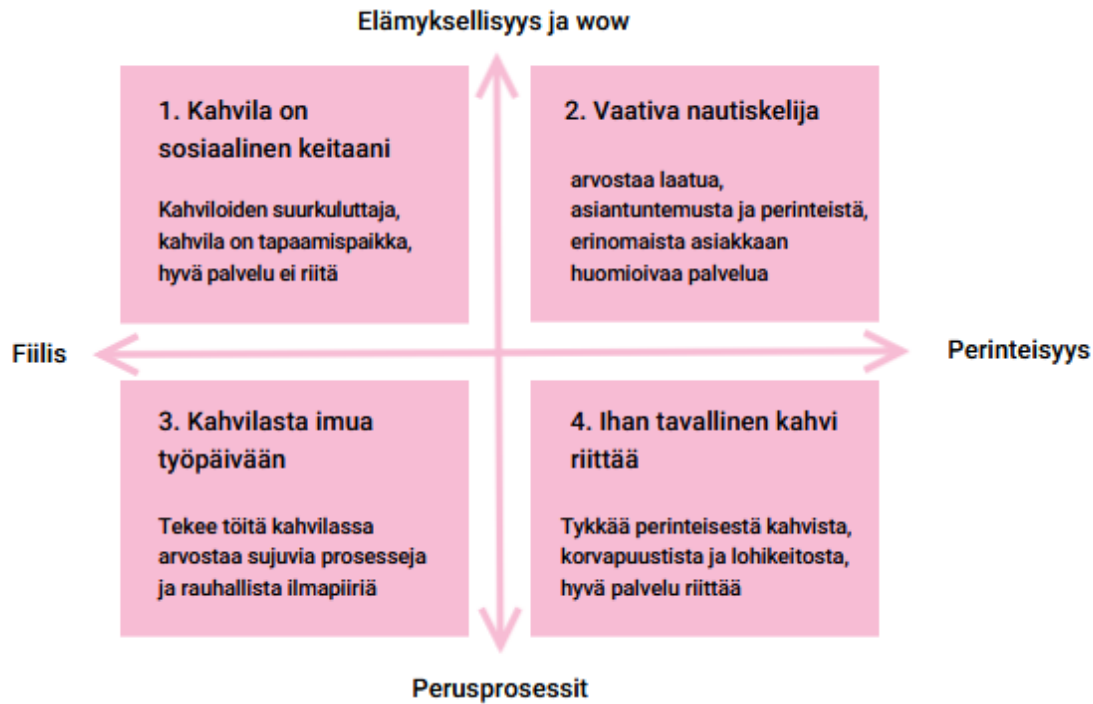 Elämyksellisyys ja wow
1. Kahvila on
sosiaalinen keitaani
Kahviloiden suurkuluttaja,
kahvila on tapaamispaikka,
hyvä palvelu ei riitä
2. Vaativa nautiskelija
arvostaa laatua,
asiantuntemusta ja perinteistä,
erinomaista asiakkaan
huomioivaa palvelua
Fiilis
Perinteisyys
3. Kahvilasta imua
työpäivään
Tekee töitä kahvilassa
arvostaa sujuvia prosesseja
ja rauhallista ilmapiiriä
4. Ihan tavallinen kahvi
riittää
Tykkää perinteisestä kahvista,
korvapuustista ja lohikeitosta,
hyvä palvelu riittää
Perusprosessit